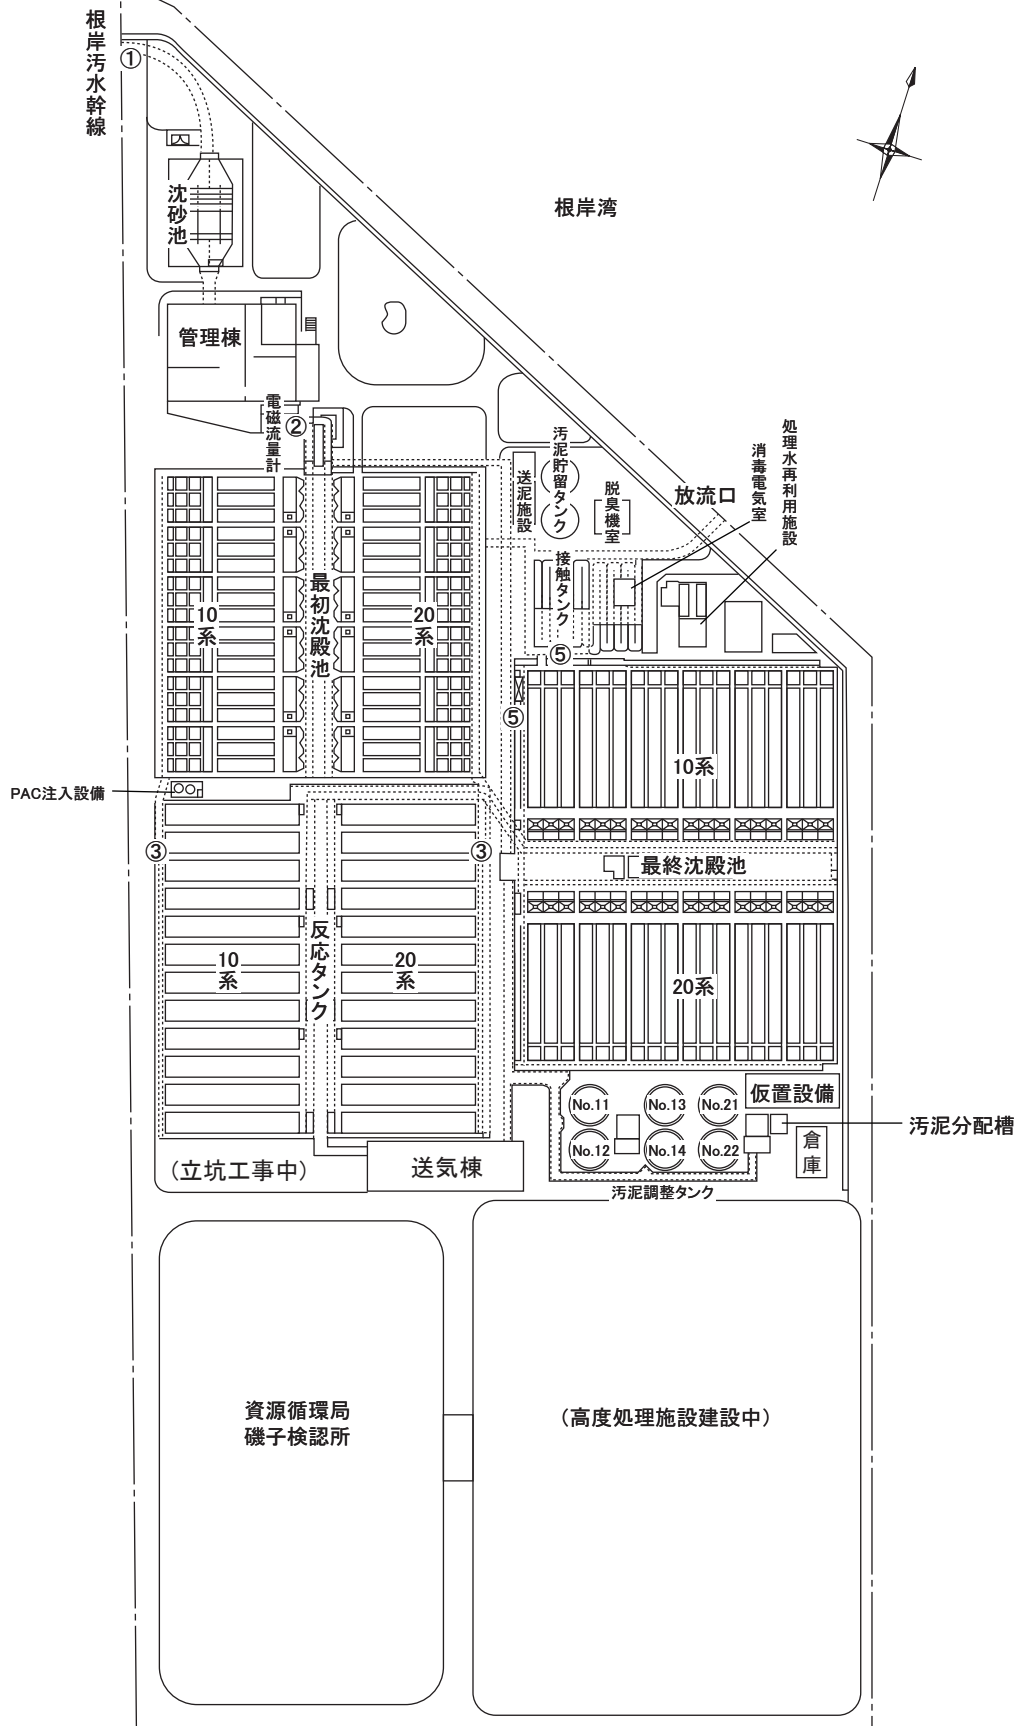 根岸汚水幹線
①
沈砂池
根岸湾
管理棟
電磁流量計
②
汚泥貯留タンク
送泥施設
脱臭機室
放流口
消毒電気室
処理水再利用施設
接触タンク
⑤
10系
最初沈殿池
20系
⑤
10系
PAC注入設備
③
③
最終沈殿池
10系
反応タンク
20系
20系
No.11
No.13
No.21
仮置設備
No.12
No.14
No.22
汚泥分配槽
倉庫
(立坑工事中)
送気棟
汚泥調整タンク
資源循環局
磯子検認所
(高度処理施設建設中)